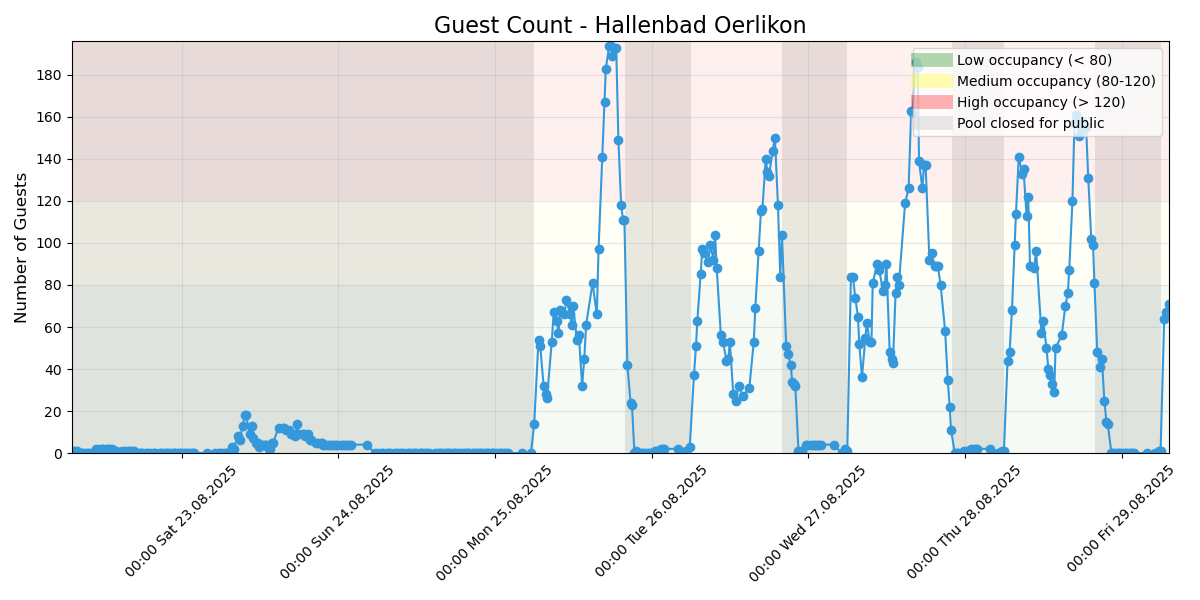 Guest Count - Hallenbad Oerlikon
Number of Guests
180
160
140
120
100
80
60
40
20
0
Low occupancy (< 80)
Medium occupancy (80-120)
High occupancy (> 120)
Pool closed for public
00:00 Sat 23.08.2025
00:00 Sun 24.08.2025
00:00 Mon 25.08.2025
00:00 Tue 26.08.2025
00:00 Wed 27.08.2025
00:00 Thu 28.08.2025
00:00 Fri 29.08.2025